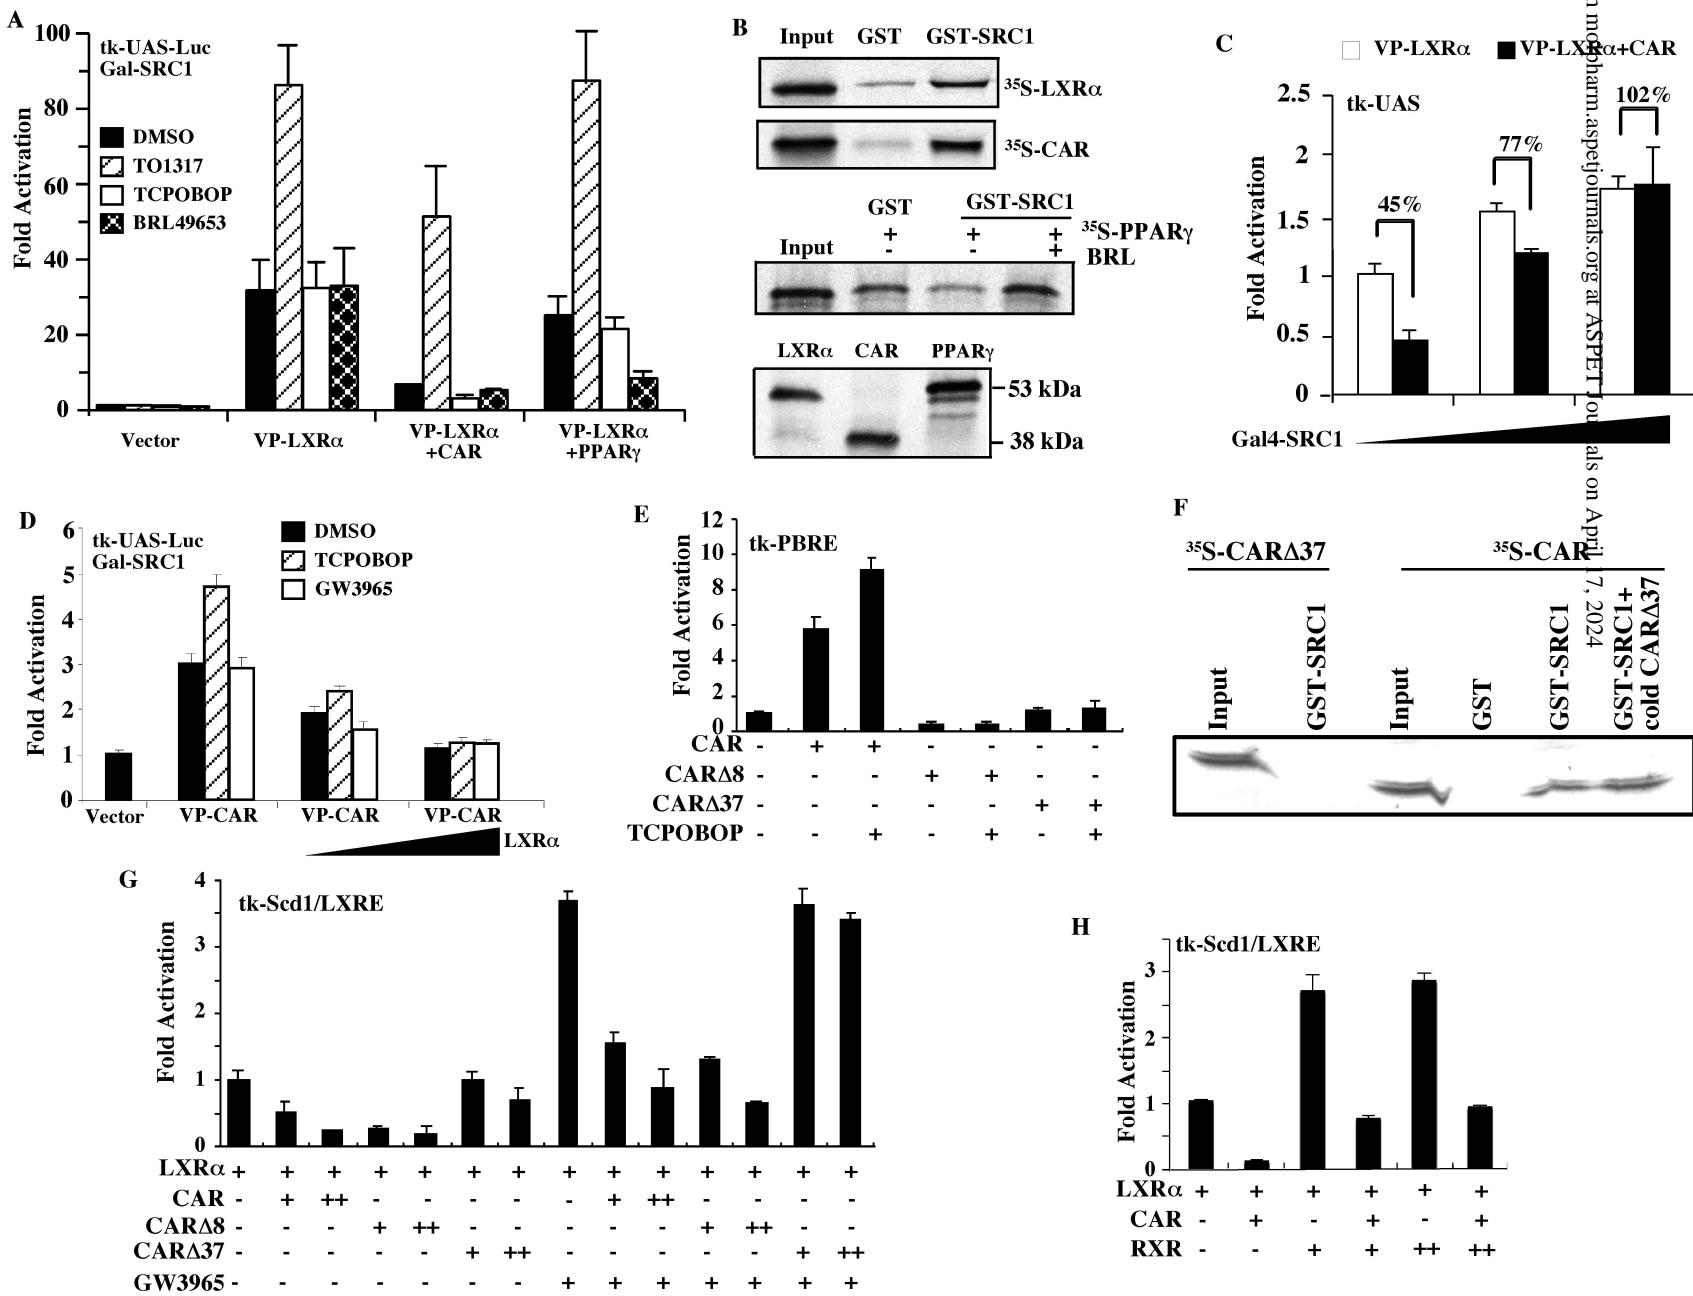 A
tk-UAS-Luc
Gal-SRC1
DMSO
TO1317
TCPOBOP
BRL49653
Fold Activation
100
80
60
40
20
0
Vector
VP-LXRα
VP-LXRα
+CAR
VP-LXRα
+PPARγ
B
Input GST GST-SRC1
35S-LXRα
35S-CAR
GST GST-SRC1
Input + + + 35S-PPARγ
- - + BRL
LXRα CAR PPARγ
53 kDa
38 kDa
C
VP-LXRα VP-LXRα+CAR
tk-UAS
Fold Activation
2.5
2
1.5
1
0.5
0
45%
77%
102%
Gal4-SRC1
D
tk-UAS-Luc
Gal-SRC1
DMSO
TCPOBOP
GW3965
Fold Activation
6
5
4
3
2
1
0
Vector VP-CAR VP-CAR VP-CAR
LXRα
E
tk-PBRE
Fold Activation
12
10
8
6
4
2
0
CAR - + + - - - -
CARΔ8 - - - + + - -
CARΔ37 - - - - - + +
TCPOBOP - - + - + - +
F
35S-CARΔ37 35S-CAR
Input
GST-SRC1
Input
GST
GST-SRC1
GST-SRC1+
cold CARΔ37
G
tk-Scd1/LXRE
Fold Activation
4
3
2
1
0
LXRα + + + + + + + + + + + + + +
CAR - + ++ - - - - - + ++ - - - -
CARΔ8 - - - + ++ - - - - - + ++ - -
CARΔ37 - - - - - + ++ - - - - - + ++
GW3965 - - - - - - - + + + + + + +
H
tk-Scd1/LXRE
Fold Activation
3
2
1
0
LXRα + + + + + +
CAR - + - + - +
RXR - - + + ++ ++
molpharm.aspetjournals.org at ASPET Journals on April 17, 2024